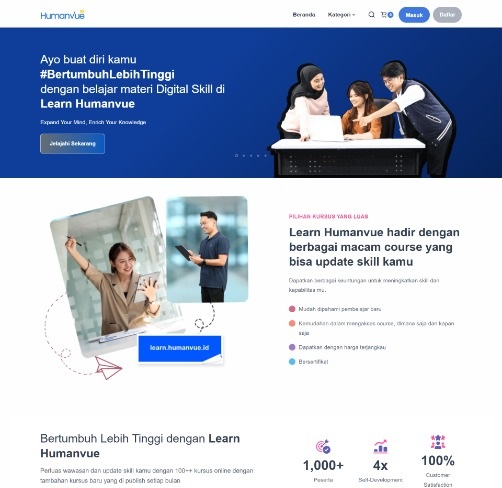 Humanvue
Beranda Kategori 0 Masuk Daftar
Ayo buat diri kamu
#BertumbuhLebihTinggi
dengan belajar materi Digital Skill di
Learn Humanvue
Expand Your Mind, Enrich Your Knowledge
Jelajahi Sekarang
PILIHAN KURSUS YANG LUAS
Learn Humanvue hadir dengan
berbagai macam course yang
bisa update skill kamu
Dapatkan berbagai keuntungan untuk meningkatkan skill dan
kapabilitas mu.
Mudah dipahami pembelajar baru
Kemudahan dalam mengakses course, dimana saja dan kapan
saja
Dapatkan dengan harga terjangkau
Bersertifikat
learn.humanvue.id
Bertumbuh Lebih Tinggi dengan Learn
Humanvue
Perluas wawasan dan update skill kamu dengan 100++ kursus online dengan
tambahan kursus baru yang di publish setiap bulan
1,000+
Peserta
4x
Self-Development
100%
Customer
Satisfaction